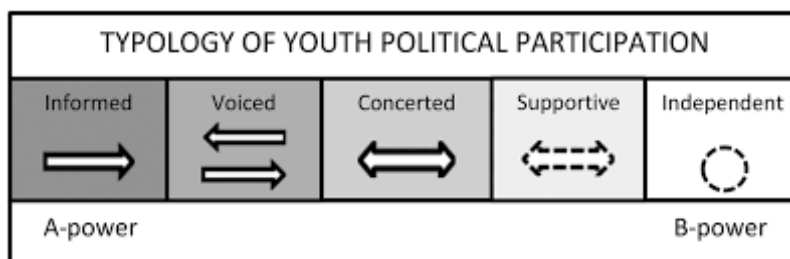 TYPOLOGY OF YOUTH POLITICAL PARTICIPATION
Informed Voiced Concerted Supportive Independent
A-power B-power